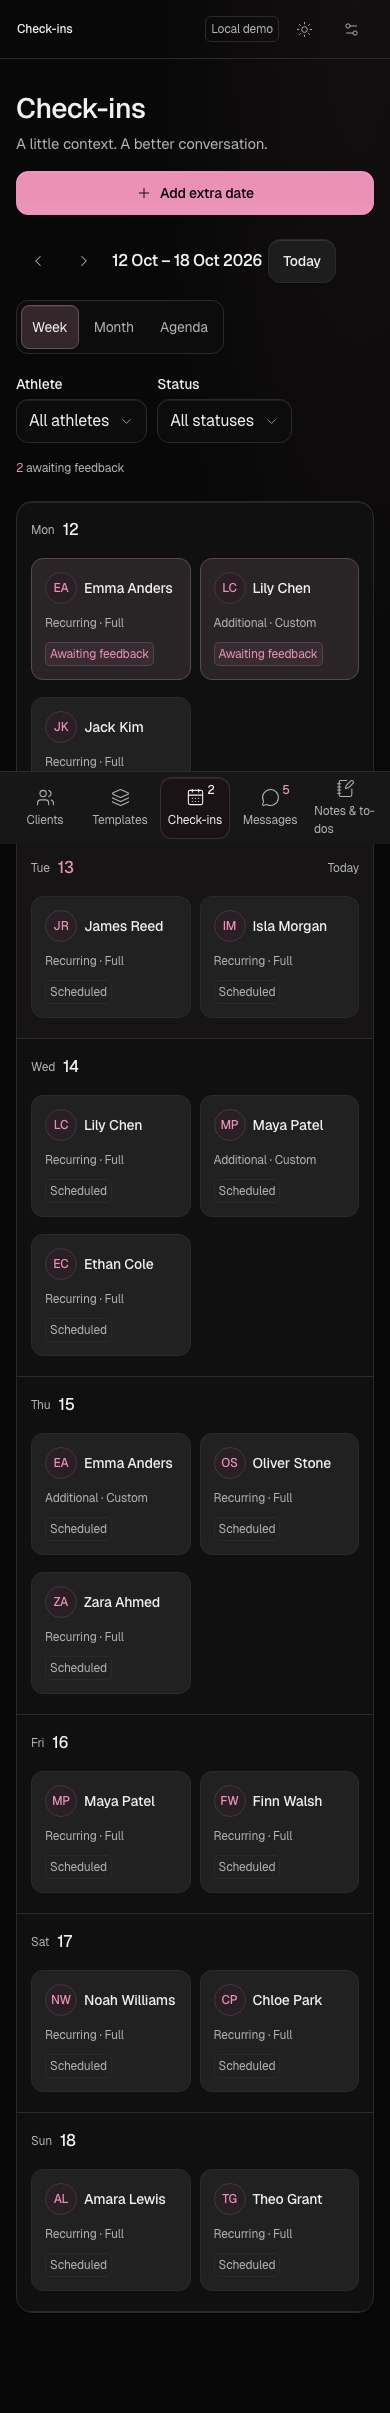 Check-ins
Local demo
Check-ins
A little context. A better conversation.
Add extra date
12 Oct – 18 Oct 2026
Today
Week
Month
Agenda
Athlete
Status
All athletes
All statuses
2 awaiting feedback
Mon 12
EA Emma Anders
LC Lily Chen
Recurring · Full
Additional · Custom
Awaiting feedback
Awaiting feedback
JK Jack Kim
Recurring · Full
Clients
Templates
2
Check-ins
5
Messages
Notes & to-
dos
Tue 13
Today
JR James Reed
IM Isla Morgan
Recurring · Full
Recurring · Full
Scheduled
Scheduled
Wed 14
LC Lily Chen
MP Maya Patel
Recurring · Full
Additional · Custom
Scheduled
Scheduled
EC Ethan Cole
Recurring · Full
Scheduled
Thu 15
EA Emma Anders
OS Oliver Stone
Additional · Custom
Recurring · Full
Scheduled
Scheduled
ZA Zara Ahmed
Recurring · Full
Scheduled
Fri 16
MP Maya Patel
FW Finn Walsh
Recurring · Full
Recurring · Full
Scheduled
Scheduled
Sat 17
NW Noah Williams
CP Chloe Park
Recurring · Full
Recurring · Full
Scheduled
Scheduled
Sun 18
AL Amara Lewis
TG Theo Grant
Recurring · Full
Recurring · Full
Scheduled
Scheduled